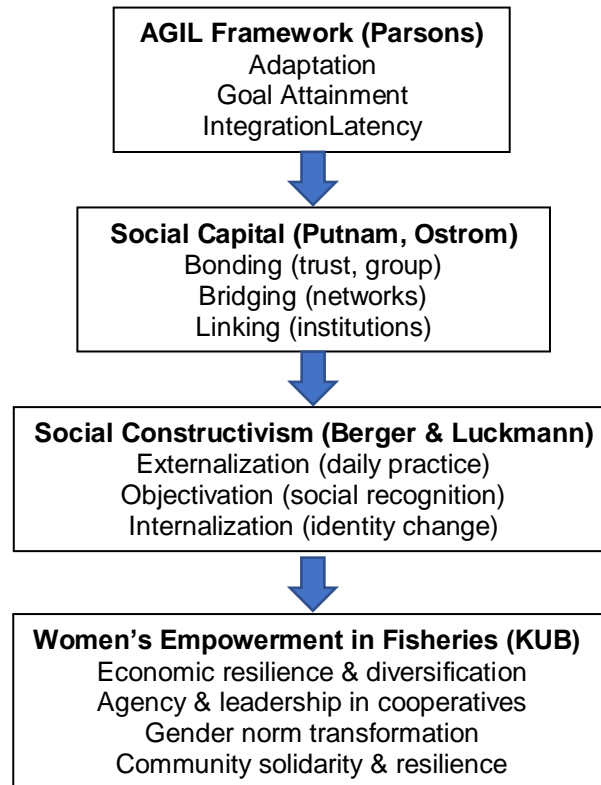 AGIL Framework (Parsons)
Adaptation
Goal Attainment
IntegrationLatency
Social Capital (Putnam, Ostrom)
Bonding (trust, group)
Bridging (networks)
Linking (institutions)
Social Constructivism (Berger & Luckmann)
Externalization (daily practice)
Objectivation (social recognition)
Internalization (identity change)
Women’s Empowerment in Fisheries (KUB)
Economic resilience & diversification
Agency & leadership in cooperatives
Gender norm transformation
Community solidarity & resilience